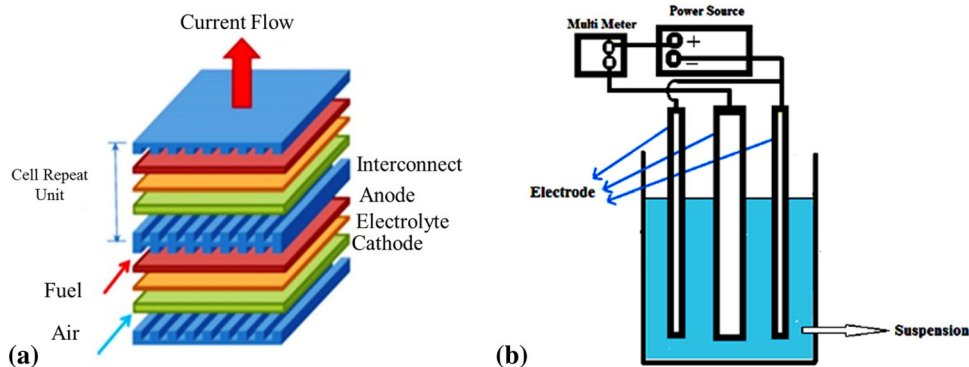 Current Flow
Cell Repeat
Unit
Interconnect
Anode
Electrolyte
Cathode
Fuel
Air
(a)
Multi Meter
Power Source
+
−
Electrode
Suspension
(b)